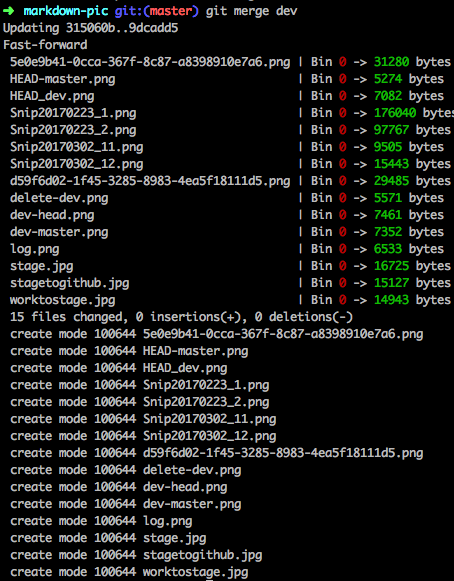 ➜  markdown-pic git:(master) git merge dev
Updating 315060b..9dcadd5
Fast-forward
 5e0e9b41-0cca-367f-8c87-a8398910e7a6.png | Bin 0 -> 31280 bytes
 HEAD-master.png                          | Bin 0 -> 5274 bytes
 HEAD_dev.png                             | Bin 0 -> 7082 bytes
 Snip20170223_1.png                       | Bin 0 -> 176040 bytes
 Snip20170223_2.png                       | Bin 0 -> 97767 bytes
 Snip20170302_11.png                      | Bin 0 -> 9505 bytes
 Snip20170302_12.png                      | Bin 0 -> 15443 bytes
 d59f6d02-1f45-3285-8983-4ea5f18111d5.png | Bin 0 -> 29485 bytes
 delete-dev.png                           | Bin 0 -> 5571 bytes
 dev-head.png                             | Bin 0 -> 7461 bytes
 dev-master.png                           | Bin 0 -> 7352 bytes
 log.png                                  | Bin 0 -> 6533 bytes
 stage.jpg                                | Bin 0 -> 16725 bytes
 stagetogithub.jpg                        | Bin 0 -> 15127 bytes
 worktostage.jpg                          | Bin 0 -> 14943 bytes
 15 files changed, 0 insertions(+), 0 deletions(-)
 create mode 100644 5e0e9b41-0cca-367f-8c87-a8398910e7a6.png
 create mode 100644 HEAD-master.png
 create mode 100644 HEAD_dev.png
 create mode 100644 Snip20170223_1.png
 create mode 100644 Snip20170223_2.png
 create mode 100644 Snip20170302_11.png
 create mode 100644 Snip20170302_12.png
 create mode 100644 d59f6d02-1f45-3285-8983-4ea5f18111d5.png
 create mode 100644 delete-dev.png
 create mode 100644 dev-head.png
 create mode 100644 dev-master.png
 create mode 100644 log.png
 create mode 100644 stage.jpg
 create mode 100644 stagetogithub.jpg
 create mode 100644 worktostage.jpg